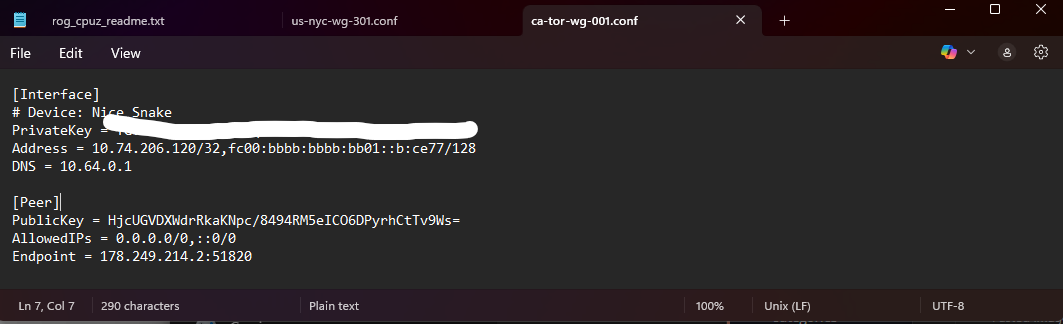 rog_cpuz_readme.txt
us-nyc-wg-301.conf
ca-tor-wg-001.conf
File Edit View
[Interface]
# Device: Nice Snake
PrivateKey =
Address = 10.74.206.120/32,fc00:bbbb:bbbb:bb01::b:ce77/128
DNS = 10.64.0.1
[Peer]
PublicKey = HjcUGVDXWdrRkaKNpc/8494RM5eICO6DPyrhCtTv9Ws=
AllowedIPs = 0.0.0.0/0,::0/0
Endpoint = 178.249.214.2:51820
Ln 7, Col 7 290 characters Plain text 100% Unix (LF) UTF-8